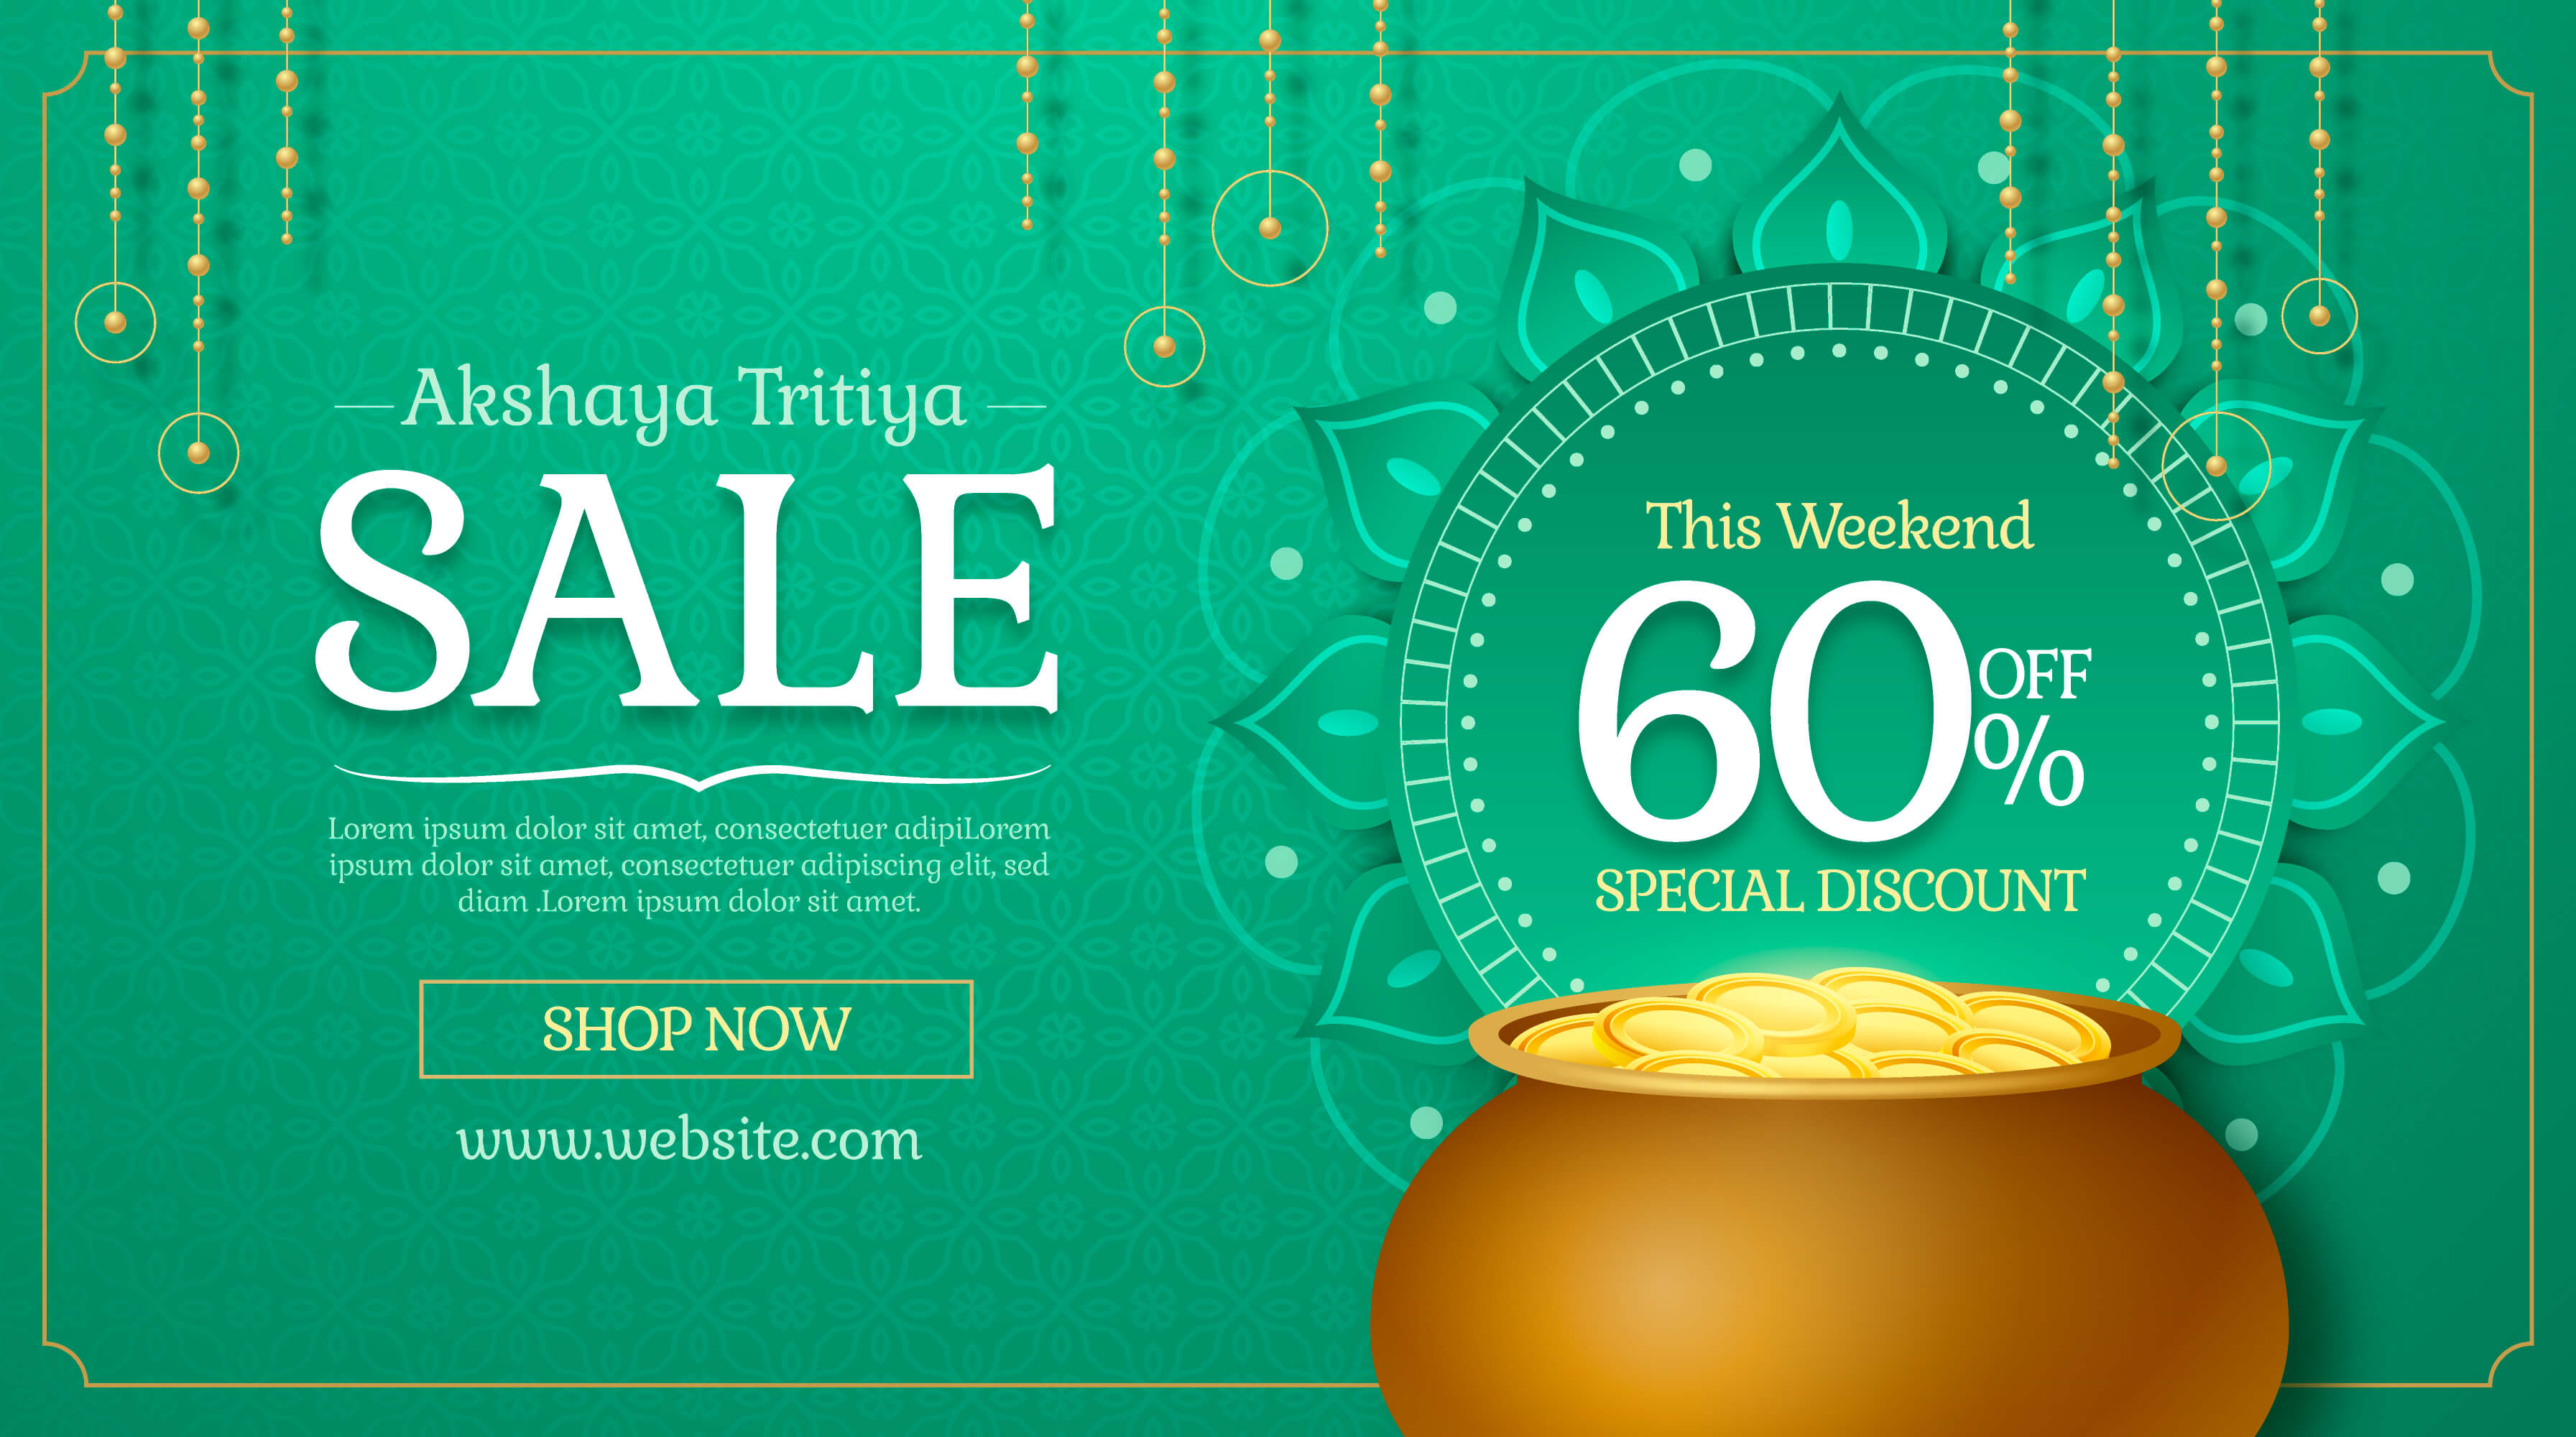 Akshaya Tritiya
SALE
Lorem ipsum dolor sit amet, consectetuer adipiLorem
ipsum dolor sit amet, consectetuer adipiscing elit, sed
diam .Lorem ipsum dolor sit amet.
SHOP NOW
www.website.com
This Weekend
60 OFF
%
SPECIAL DISCOUNT